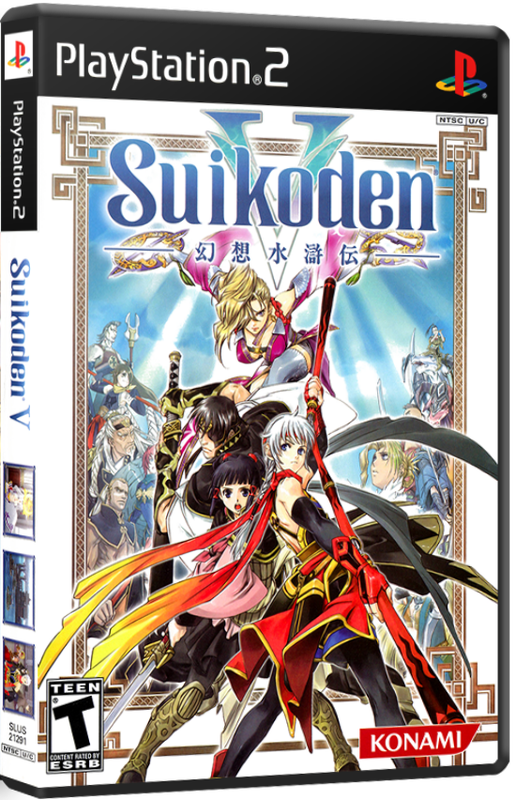 PlayStation®2
NTSC U/C
V
Suikoden
幻想水滸伝
TEEN
T
CONTENT RATED BY
ESRB
KONAMI
PlayStation®2
Suikoden V
SLUS
21291
NTSC U/C